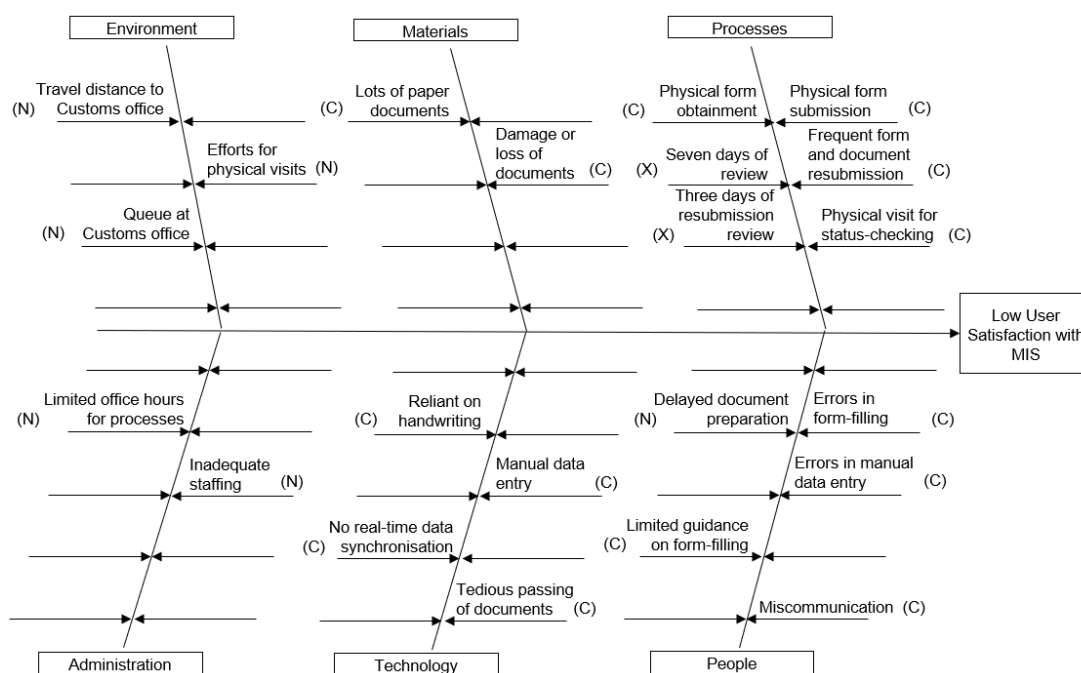 Environment
Materials
Processes
Travel distance to
(N) Customs office
Efforts for
physical visits (N)
Queue at
(N) Customs office
(C) Lots of paper
documents
Damage or
loss of
documents (C)
Physical form
(C) obtainment
Physical form
submission (C)
Seven days of
(X) review
Frequent form
and document
resubmission (C)
Three days of
resubmission
(X) review
Physical visit for
status-checking (C)
Low User
Satisfaction with
MIS
Limited office hours
(N) for processes
Inadequate
staffing (N)
Reliant on
(C) handwriting
Manual data
entry (C)
No real-time data
(C) synchronisation
Tedious passing
of documents (C)
Delayed document
(N) preparation
Errors in
form-filling (C)
Errors in manual
data entry (C)
Limited guidance
(C) on form-filling
Miscommunication (C)
Administration
Technology
People